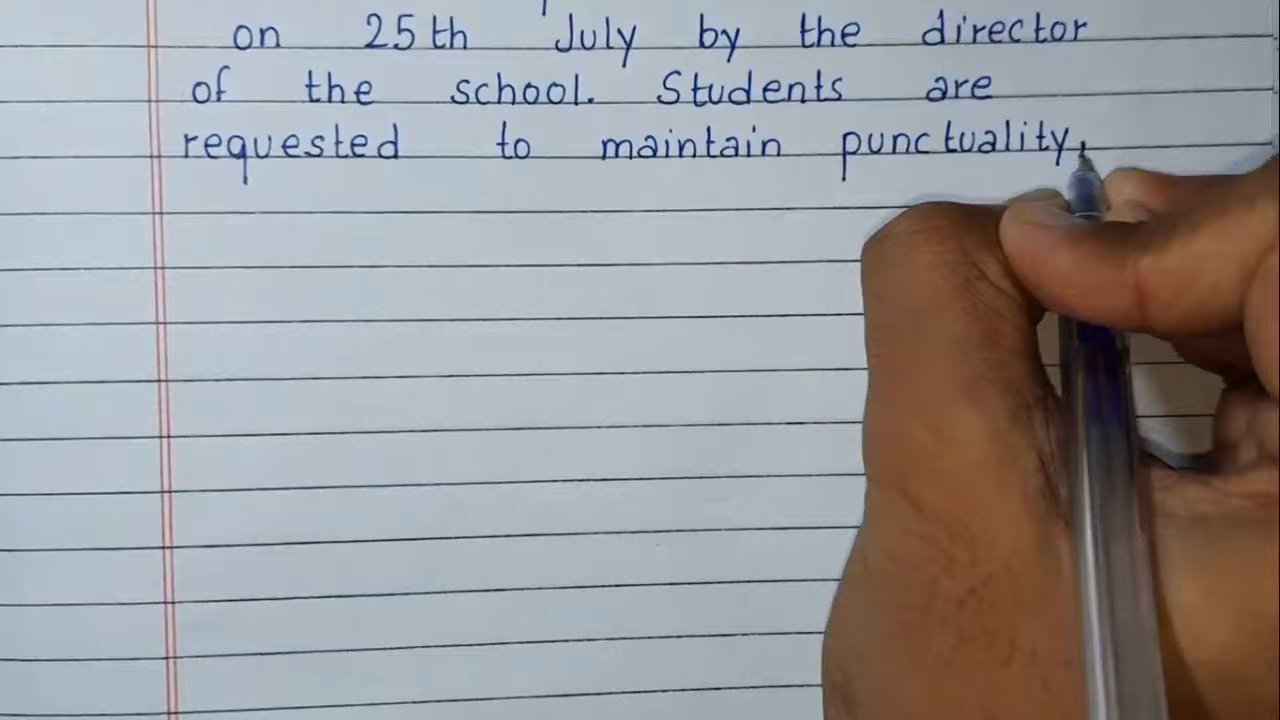 on 25th July by the director
of the school. Students are
requested to maintain punctuality,